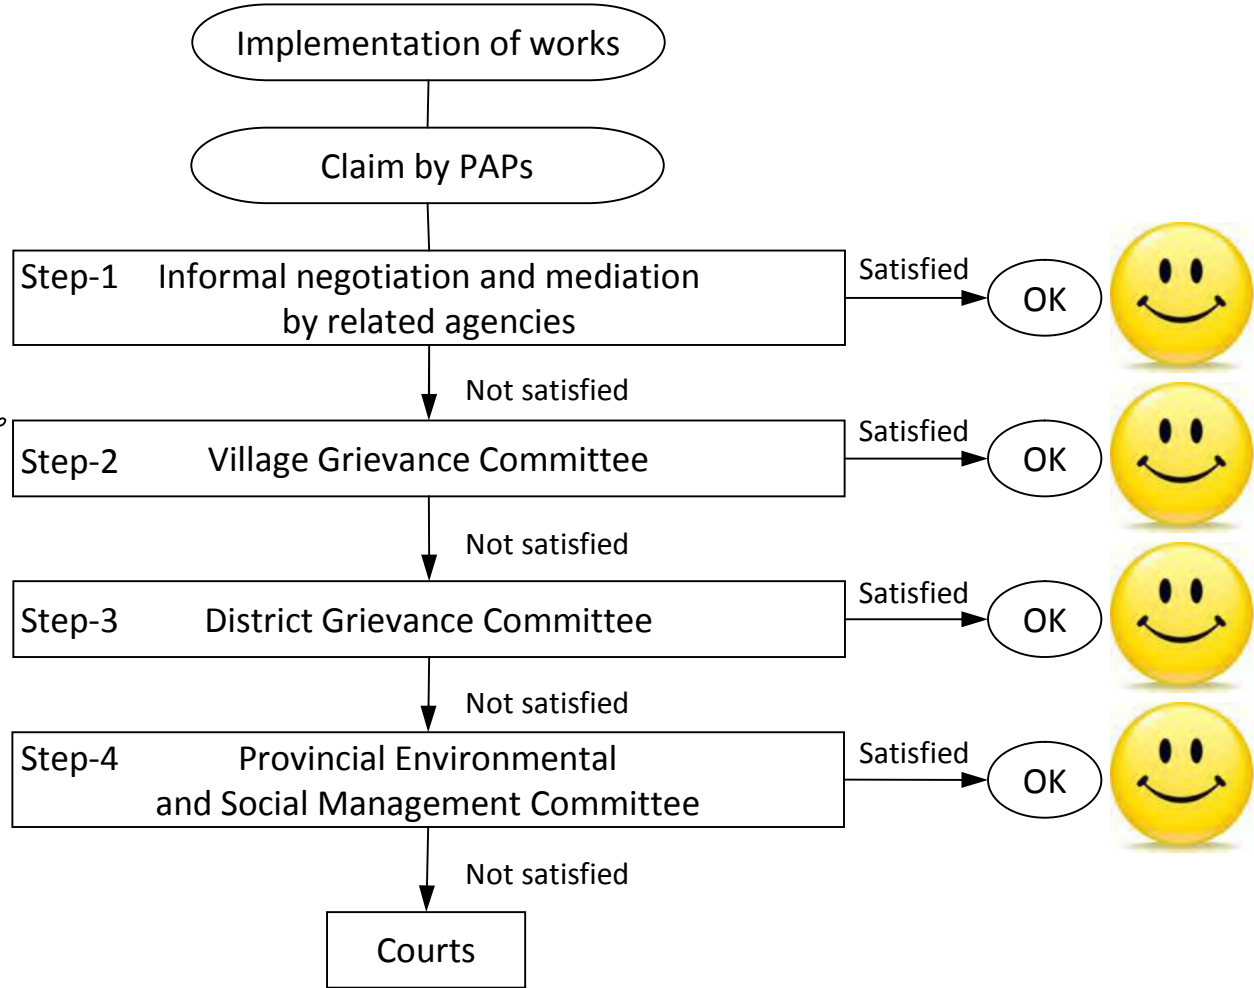 Implementation of works
Claim by PAPs
Step-1 Informal negotiation and mediation
by related agencies
Satisfied
OK
Not satisfied
Step-2 Village Grievance Committee
Satisfied
OK
Not satisfied
Step-3 District Grievance Committee
Satisfied
OK
Not satisfied
Step-4 Provincial Environmental
and Social Management Committee
Satisfied
OK
Not satisfied
Courts